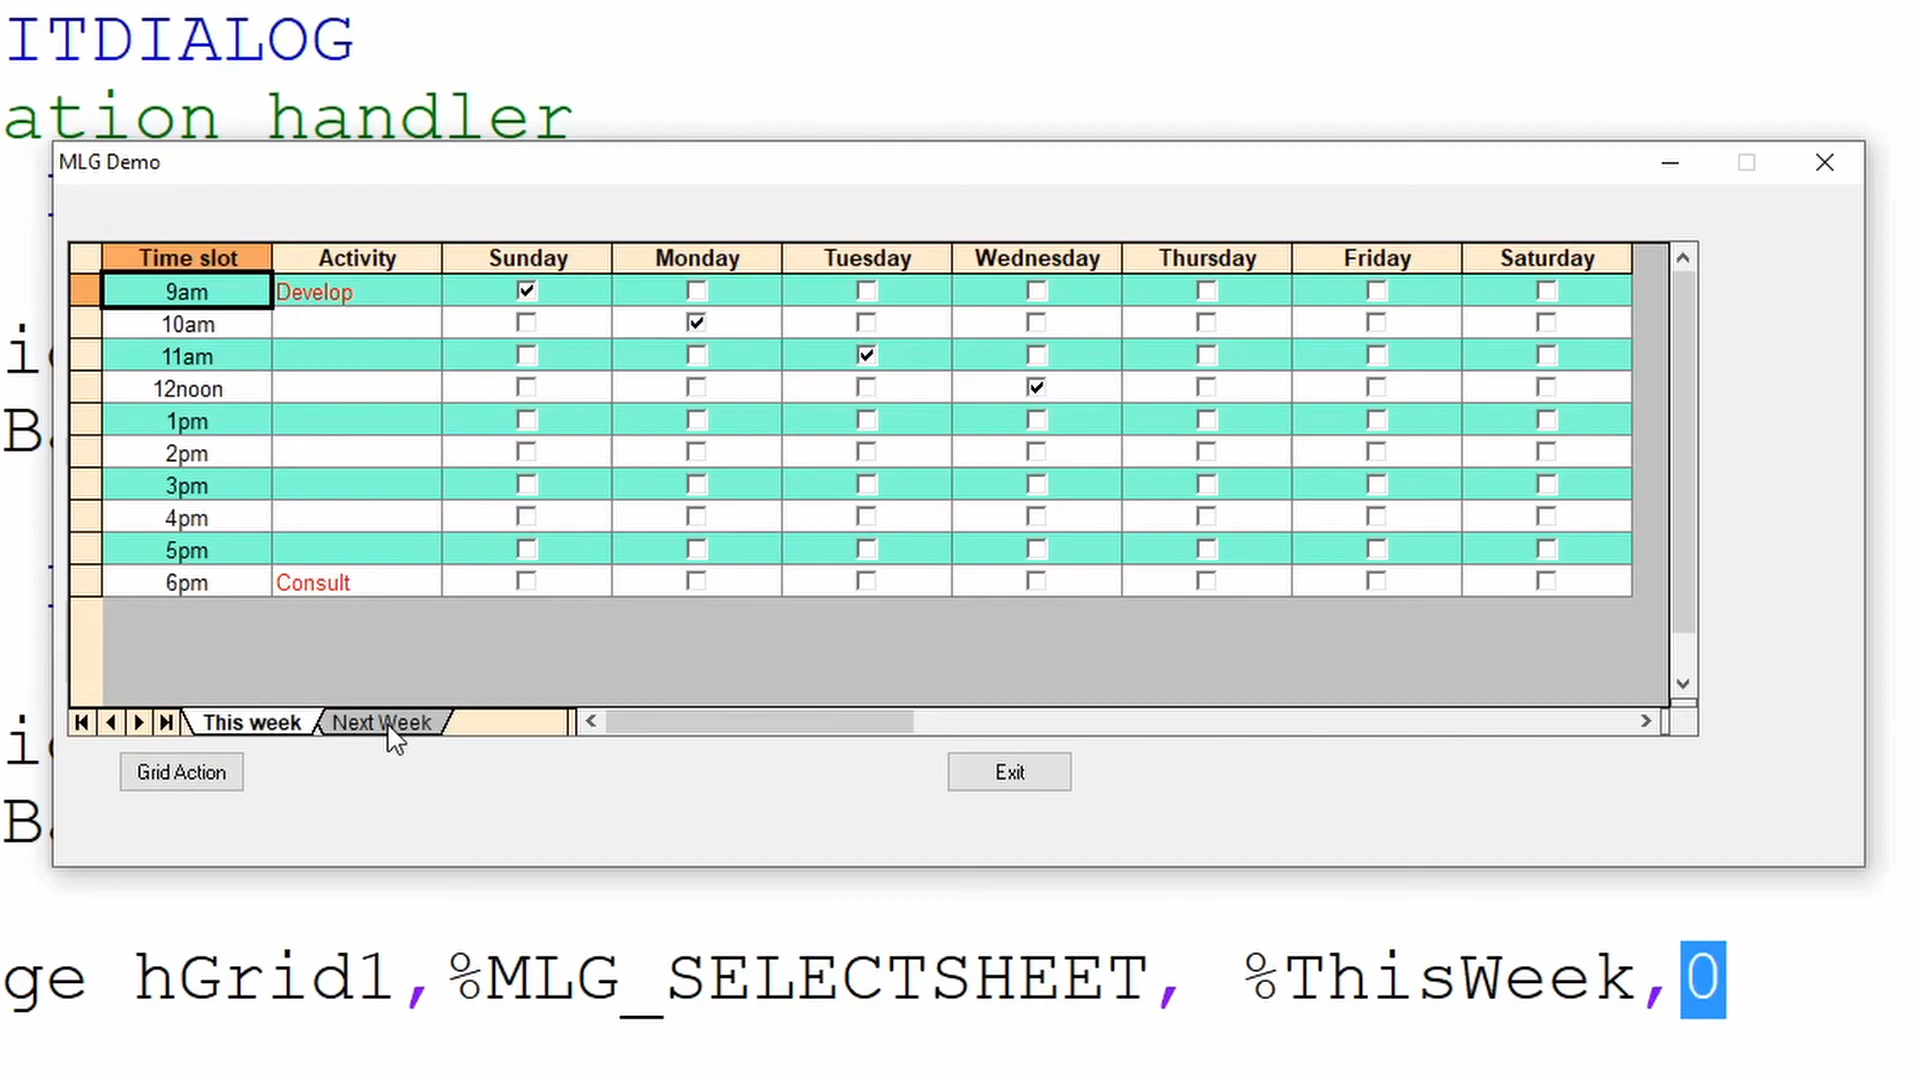 ITDIALOG
ation handler
MLG Demo
Time slot Activity Sunday Monday Tuesday Wednesday Thursday Friday Saturday
9am Develop
10am
11am
12noon
1pm
2pm
3pm
4pm
5pm
6pm Consult
This week Next Week
Grid Action Exit
ge hGrid1,%MLG_SELECTSHEET, %ThisWeek,0